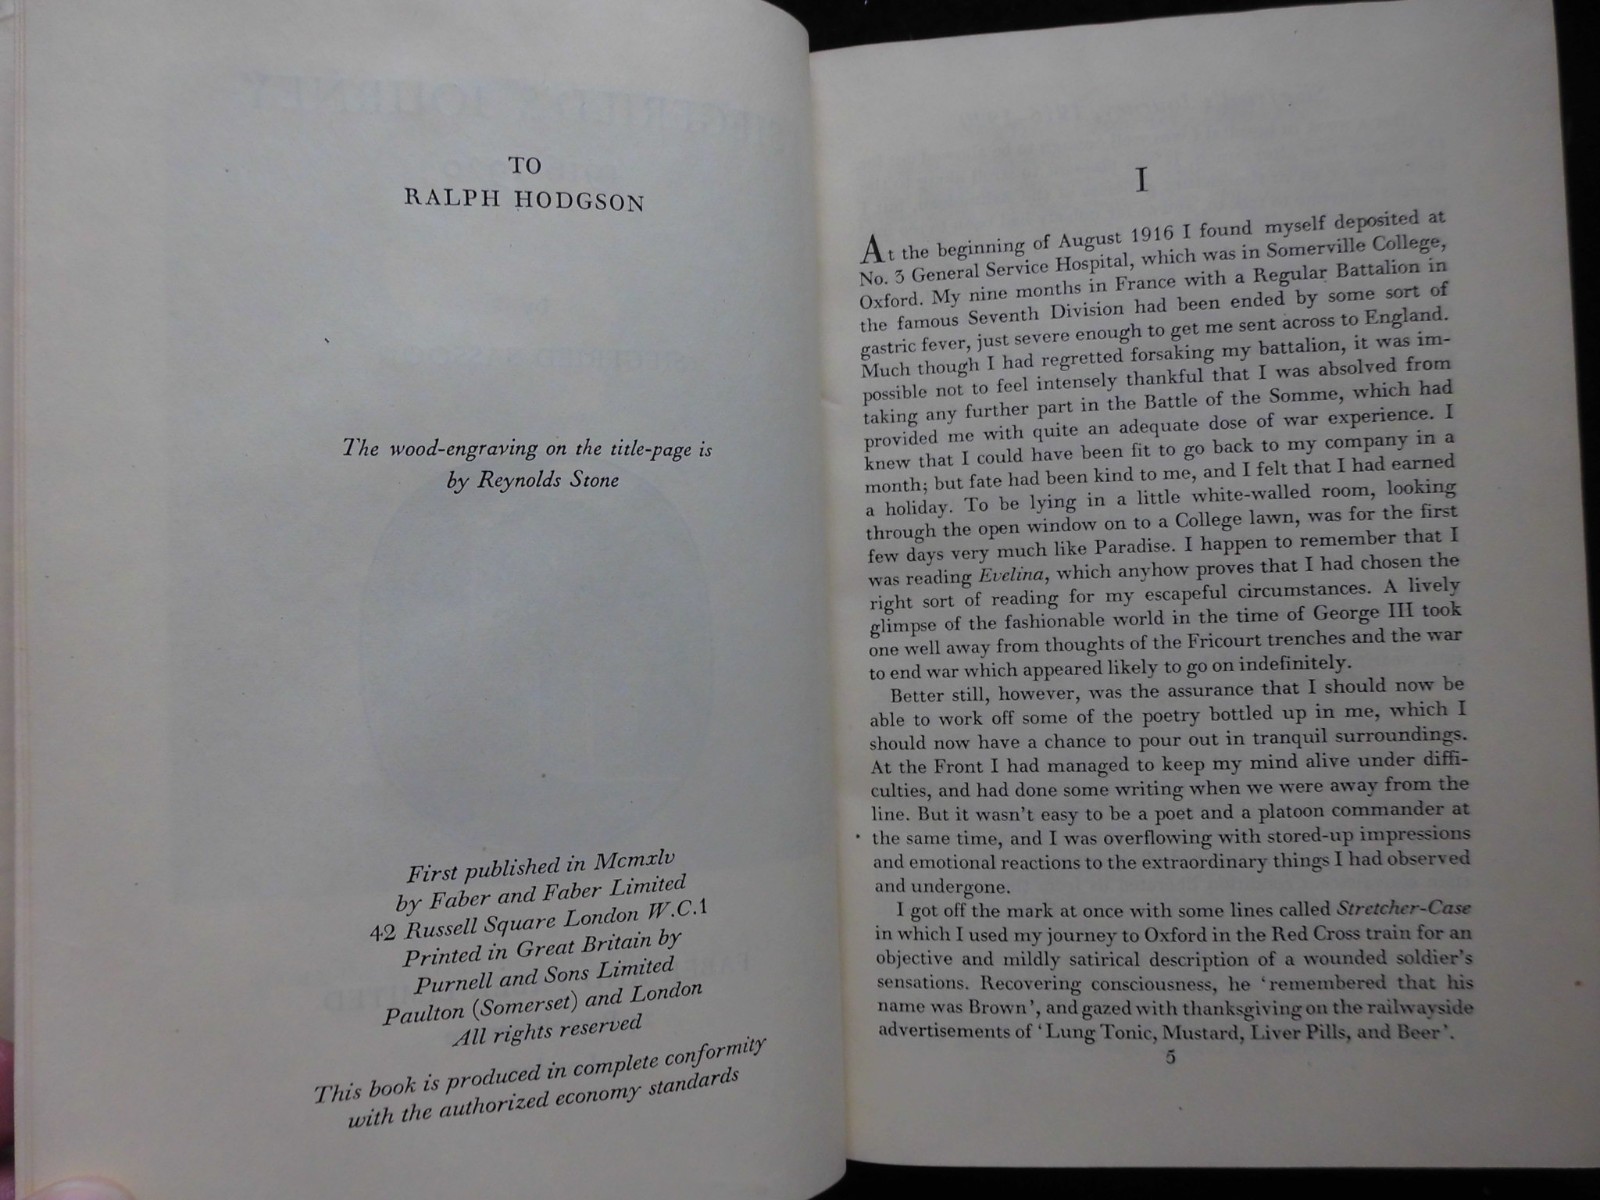 TO
RALPH HODGSON
The wood-engraving on the title-page is
by Reynolds Stone
First published in Mcmxlv
by Faber and Faber Limited
42 Russell Square London W.C.1
Printed in Great Britain by
Purnell and Sons Limited
Paulton (Somerset) and London
All rights reserved
This book is produced in complete conformity
with the authorized economy standards
I
At the beginning of August 1916 I found myself deposited at
No. 3 General Service Hospital, which was in Somerville College,
Oxford. My nine months in France with a Regular Battalion in
the famous Seventh Division had been ended by some sort of
gastric fever, just severe enough to get me sent across to England.
Much though I had regretted forsaking my battalion, it was im-
possible not to feel intensely thankful that I was absolved from
taking any further part in the Battle of the Somme, which had
provided me with quite an adequate dose of war experience. I
knew that I could have been fit to go back to my company in a
month; but fate had been kind to me, and I felt that I had earned
a holiday. To be lying in a little white-walled room, looking
through the open window on to a College lawn, was for the first
few days very much like Paradise. I happen to remember that I
was reading Evelina, which anyhow proves that I had chosen the
right sort of reading for my escapeful circumstances. A lively
glimpse of the fashionable world in the time of George III took
one well away from thoughts of the Fricourt trenches and the war
to end war which appeared likely to go on indefinitely.
Better still, however, was the assurance that I should now be
able to work off some of the poetry bottled up in me, which I
should now have a chance to pour out in tranquil surroundings.
At the Front I had managed to keep my mind alive under diffi-
culties, and had done some writing when we were away from the
line. But it wasn't easy to be a poet and a platoon commander at
the same time, and I was overflowing with stored-up impressions
and emotional reactions to the extraordinary things I had observed
and undergone.
I got off the mark at once with some lines called Stretcher-Case
in which I used my journey to Oxford in the Red Cross train for an
objective and mildly satirical description of a wounded soldier's
sensations. Recovering consciousness, he 'remembered that his
name was Brown', and gazed with thanksgiving on the railwayside
advertisements of 'Lung Tonic, Mustard, Liver Pills, and Beer'.
5